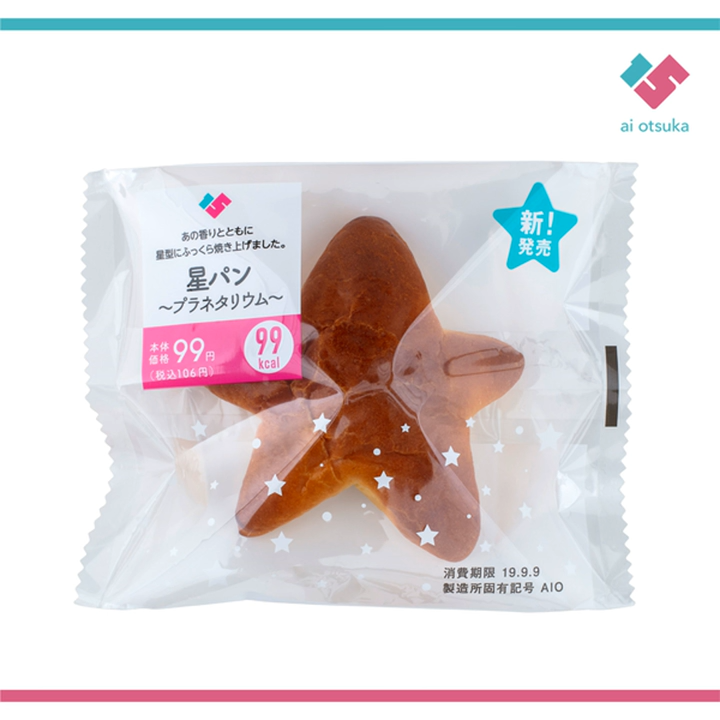 ai otsuka
あの香りとともに
星型にふっくら焼き上げました。
星パン
〜プラネタリウム〜
本体
価格 99円
(税込106円)
99
kcal
新!
発売
消費期限 19.9.9
製造所固有記号 AIO